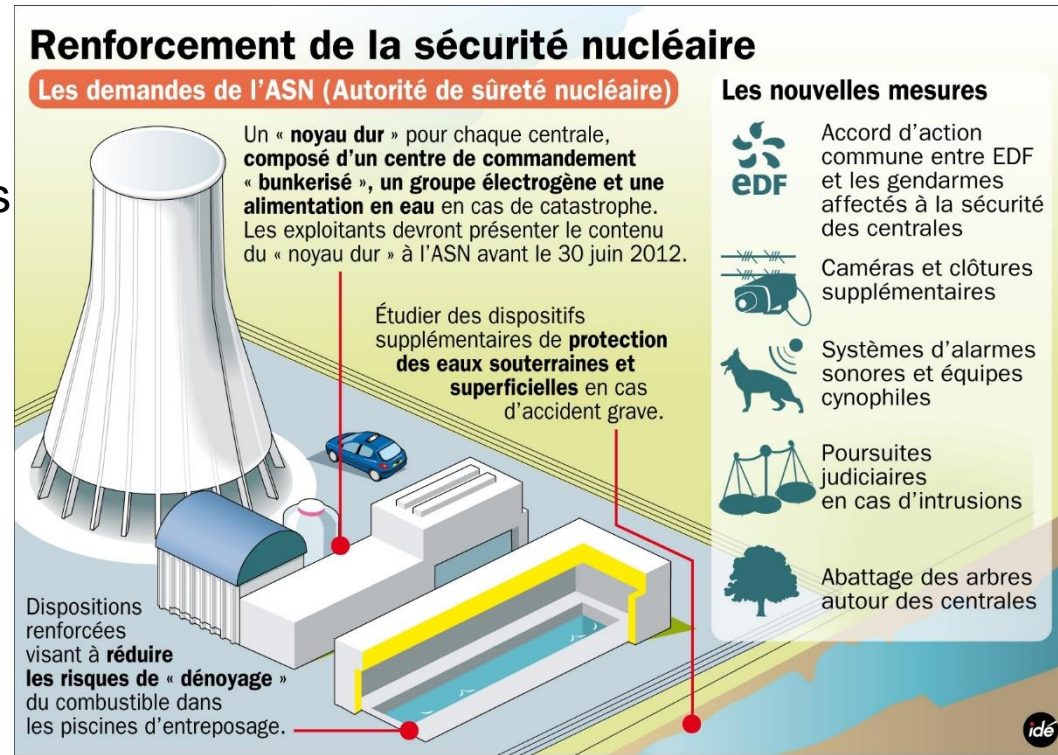 Renforcement de la sécurité nucléaire
Les demandes de l'ASN (Autorité de sûreté nucléaire)
s
Un « noyau dur » pour chaque centrale,
composé d'un centre de commandement
« bunkerisé », un groupe électrogène et une
alimentation en eau en cas de catastrophe.
Les exploitants devront présenter le contenu
du « noyau dur » à l'ASN avant le 30 juin 2012.
Étudier des dispositifs
supplémentaires de protection
des eaux souterraines et
superficielles en cas
d'accident grave.
Dispositions
renforcées
visant à réduire
les risques de « dénoyage »
du combustible dans
les piscines d'entreposage.
Les nouvelles mesures
eDF
Accord d'action
commune entre EDF
et les gendarmes
affectés à la sécurité
des centrales
Caméras et clôtures
supplémentaires
Systèmes d'alarmes
sonores et équipes
cynophiles
Poursuites
judiciaires
en cas d'intrusions
Abattage des arbres
autour des centrales
idé